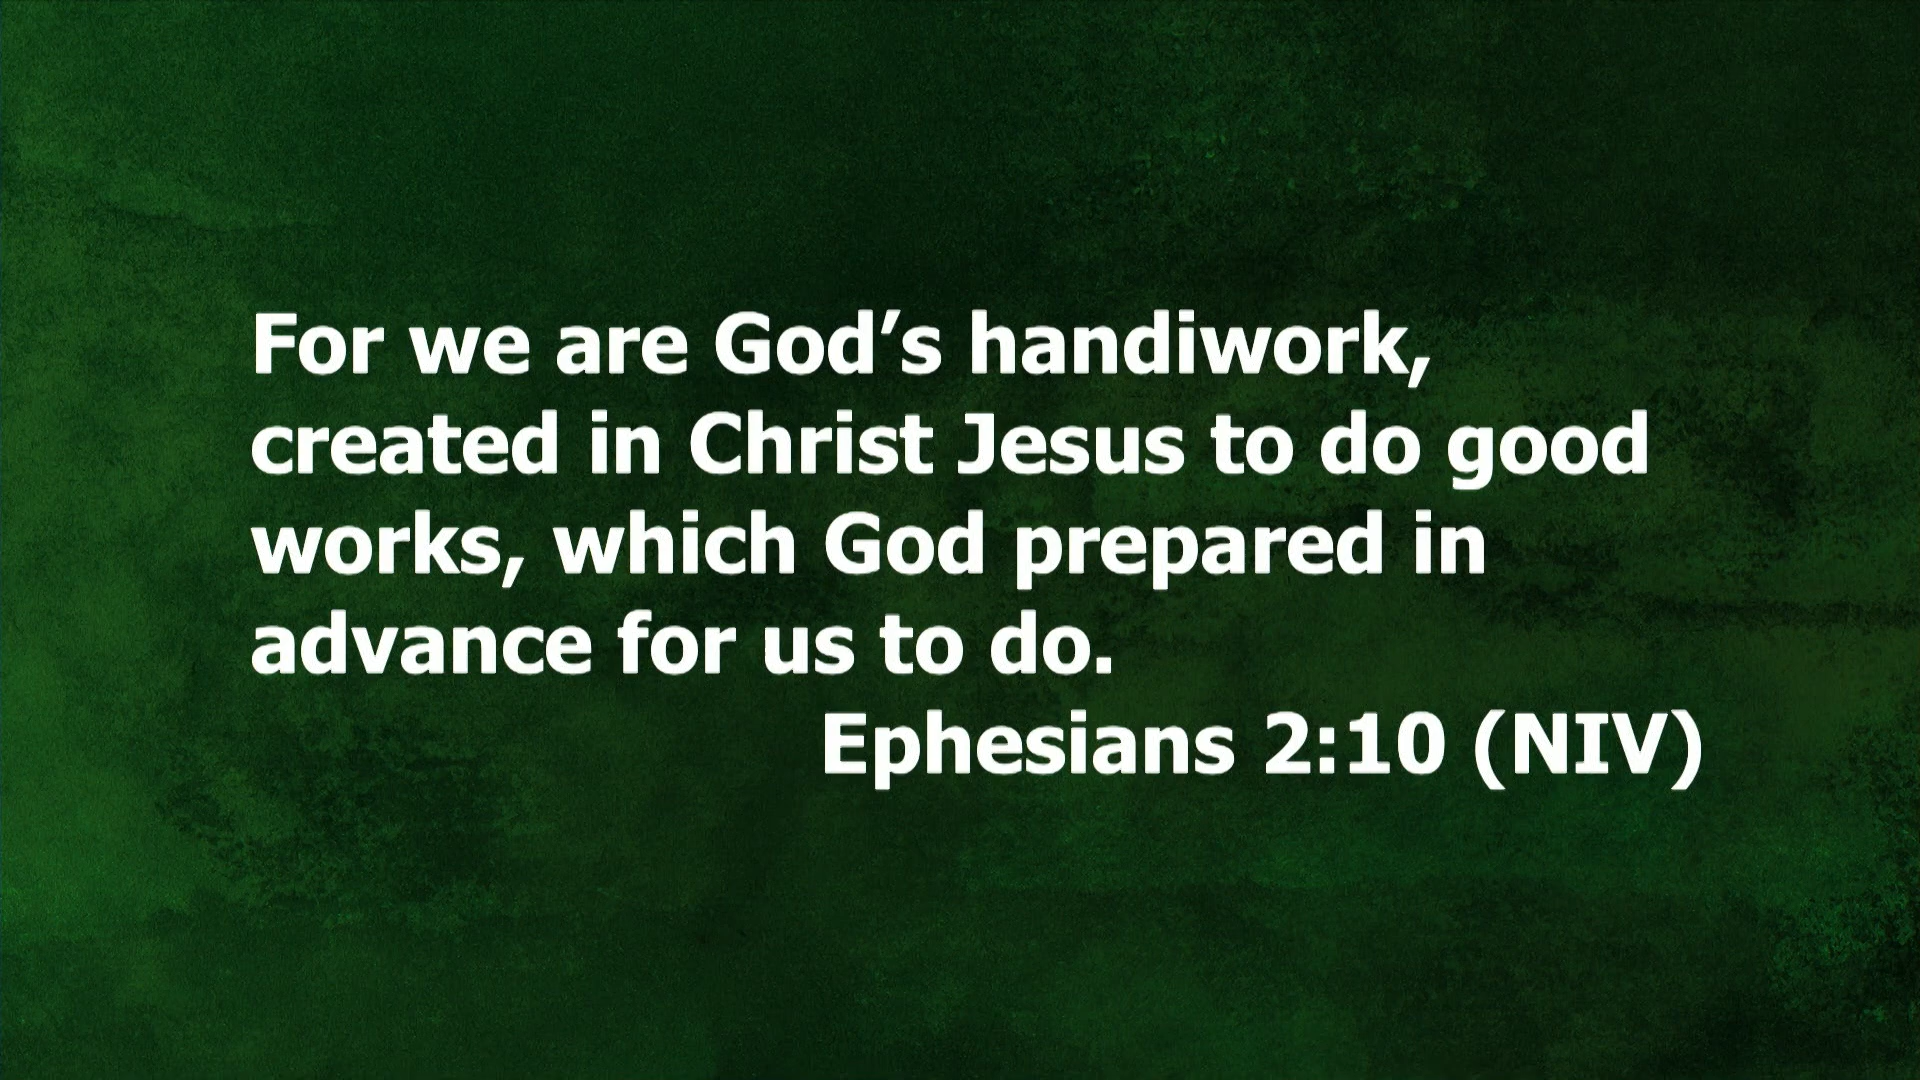 For we are God’s handiwork,
created in Christ Jesus to do good
works, which God prepared in
advance for us to do.
Ephesians 2:10 (NIV)